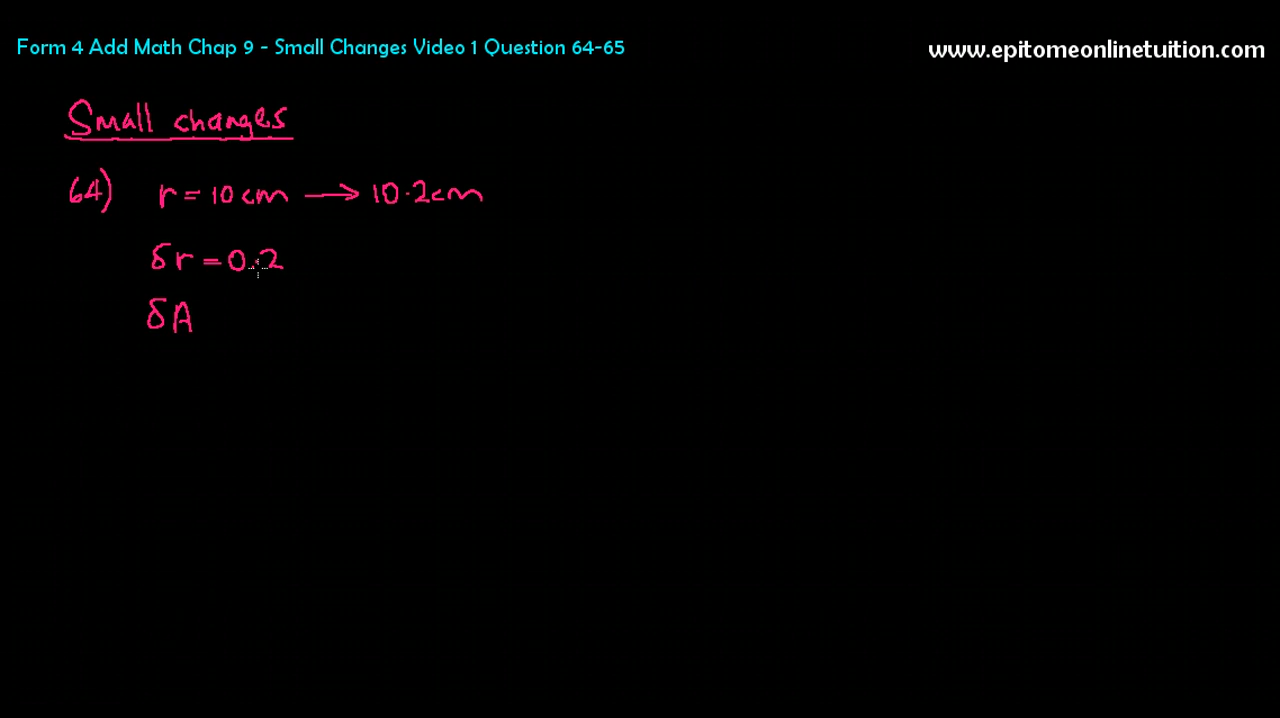 Form 4 Add Math Chap 9 - Small Changes Video 1 Question 64-65
www.epitomeonlinetuition.com
Small changes
64) r = 10 cm → 10.2cm
δr = 0.2
δA